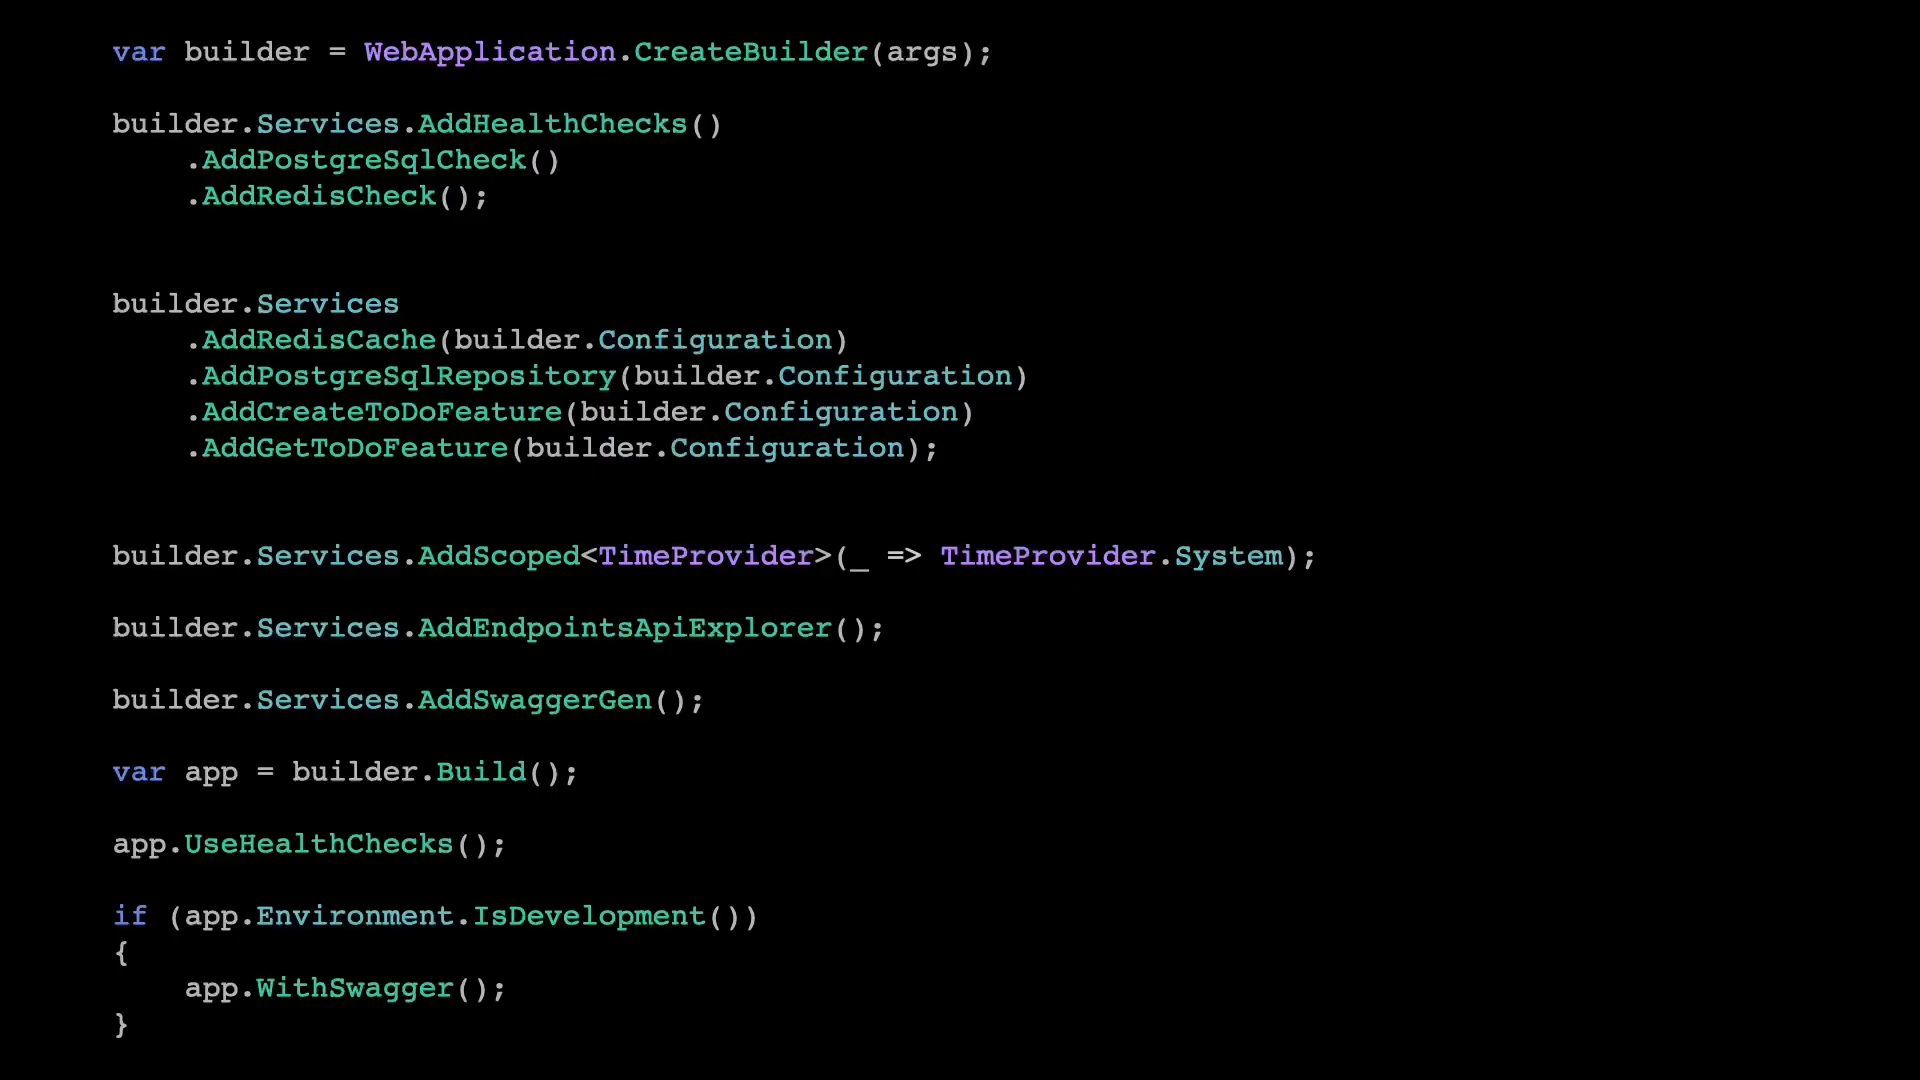 var builder = WebApplication.CreateBuilder(args);
builder.Services.AddHealthChecks()
.AddPostgreSqlCheck()
.AddRedisCheck();
builder.Services
.AddRedisCache(builder.Configuration)
.AddPostgreSqlRepository(builder.Configuration)
.AddCreateToDoFeature(builder.Configuration)
.AddGetToDoFeature(builder.Configuration);
builder.Services.AddScoped<TimeProvider>(_ => TimeProvider.System);
builder.Services.AddEndpointsApiExplorer();
builder.Services.AddSwaggerGen();
var app = builder.Build();
app.UseHealthChecks();
if (app.Environment.IsDevelopment())
{
app.WithSwagger();
}